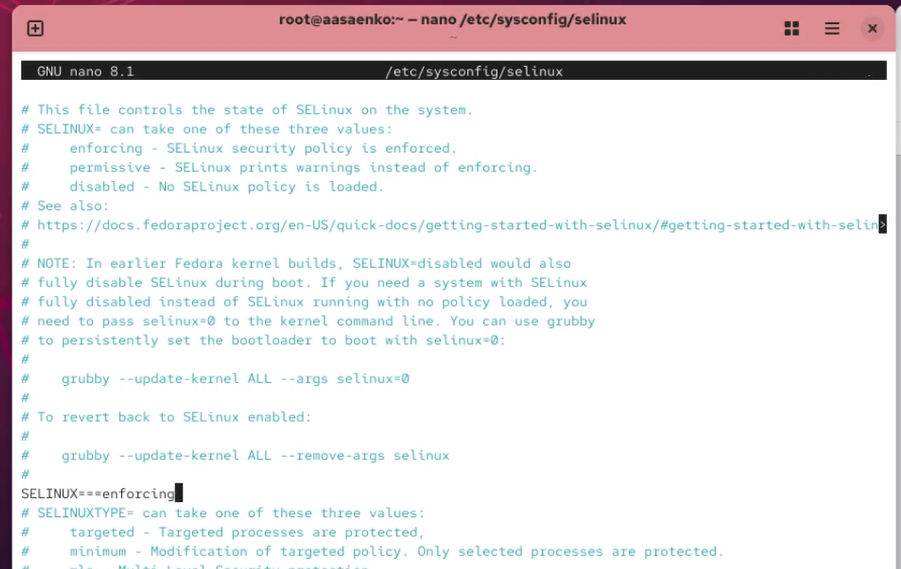 root@aasaenko:~ — nano /etc/sysconfig/selinux
~
GNU nano 8.1 /etc/sysconfig/selinux
# This file controls the state of SELinux on the system.
# SELINUX= can take one of these three values:
#     enforcing - SELinux security policy is enforced.
#     permissive - SELinux prints warnings instead of enforcing.
#     disabled - No SELinux policy is loaded.
# See also:
# https://docs.fedoraproject.org/en-US/quick-docs/getting-started-with-selinux/#getting-started-with-selin>
#
# NOTE: In earlier Fedora kernel builds, SELINUX=disabled would also
# fully disable SELinux during boot. If you need a system with SELinux
# fully disabled instead of SELinux running with no policy loaded, you
# need to pass selinux=0 to the kernel command line. You can use grubby
# to persistently set the bootloader to boot with selinux=0:
#
#    grubby --update-kernel ALL --args selinux=0
#
# To revert back to SELinux enabled:
#
#    grubby --update-kernel ALL --remove-args selinux
#
SELINUX===enforcing
# SELINUXTYPE= can take one of these three values:
#     targeted - Targeted processes are protected,
#     minimum - Modification of targeted policy. Only selected processes are protected.
#     mls - Multi Level Security protection.